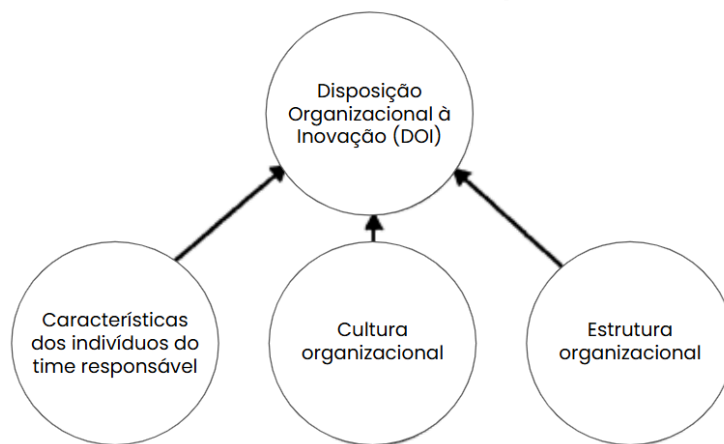 Disposição
Organizacional à
Inovação (DOI)
Características
dos indivíduos do
time responsável
Cultura
organizacional
Estrutura
organizacional